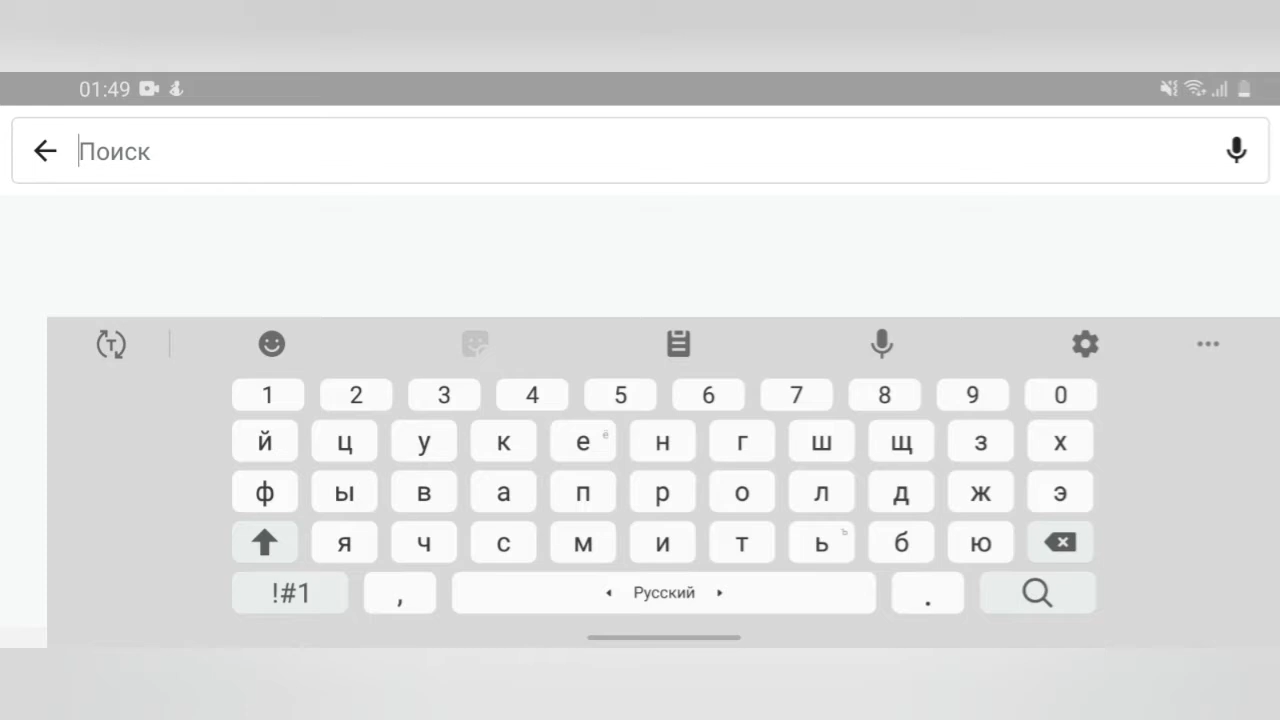 01:49
Поиск
1 2 3 4 5 6 7 8 9 0
й ц у к е ё н г ш щ з х
ф ы в а п р о л д ж э
я ч с м и т ь ъ б ю
!#1 , Русский .